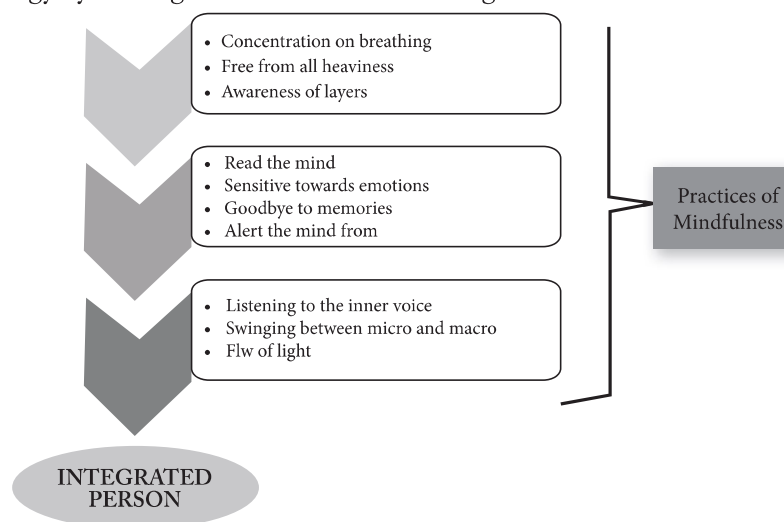 • Concentration on breathing
• Free from all heaviness
• Awareness of layers
• Read the mind
• Sensitive towards emotions
• Goodbye to memories
• Alert the mind from
• Listening to the inner voice
• Swinging between micro and macro
• Flw of light
Practices of
Mindfulness
INTEGRATED
PERSON